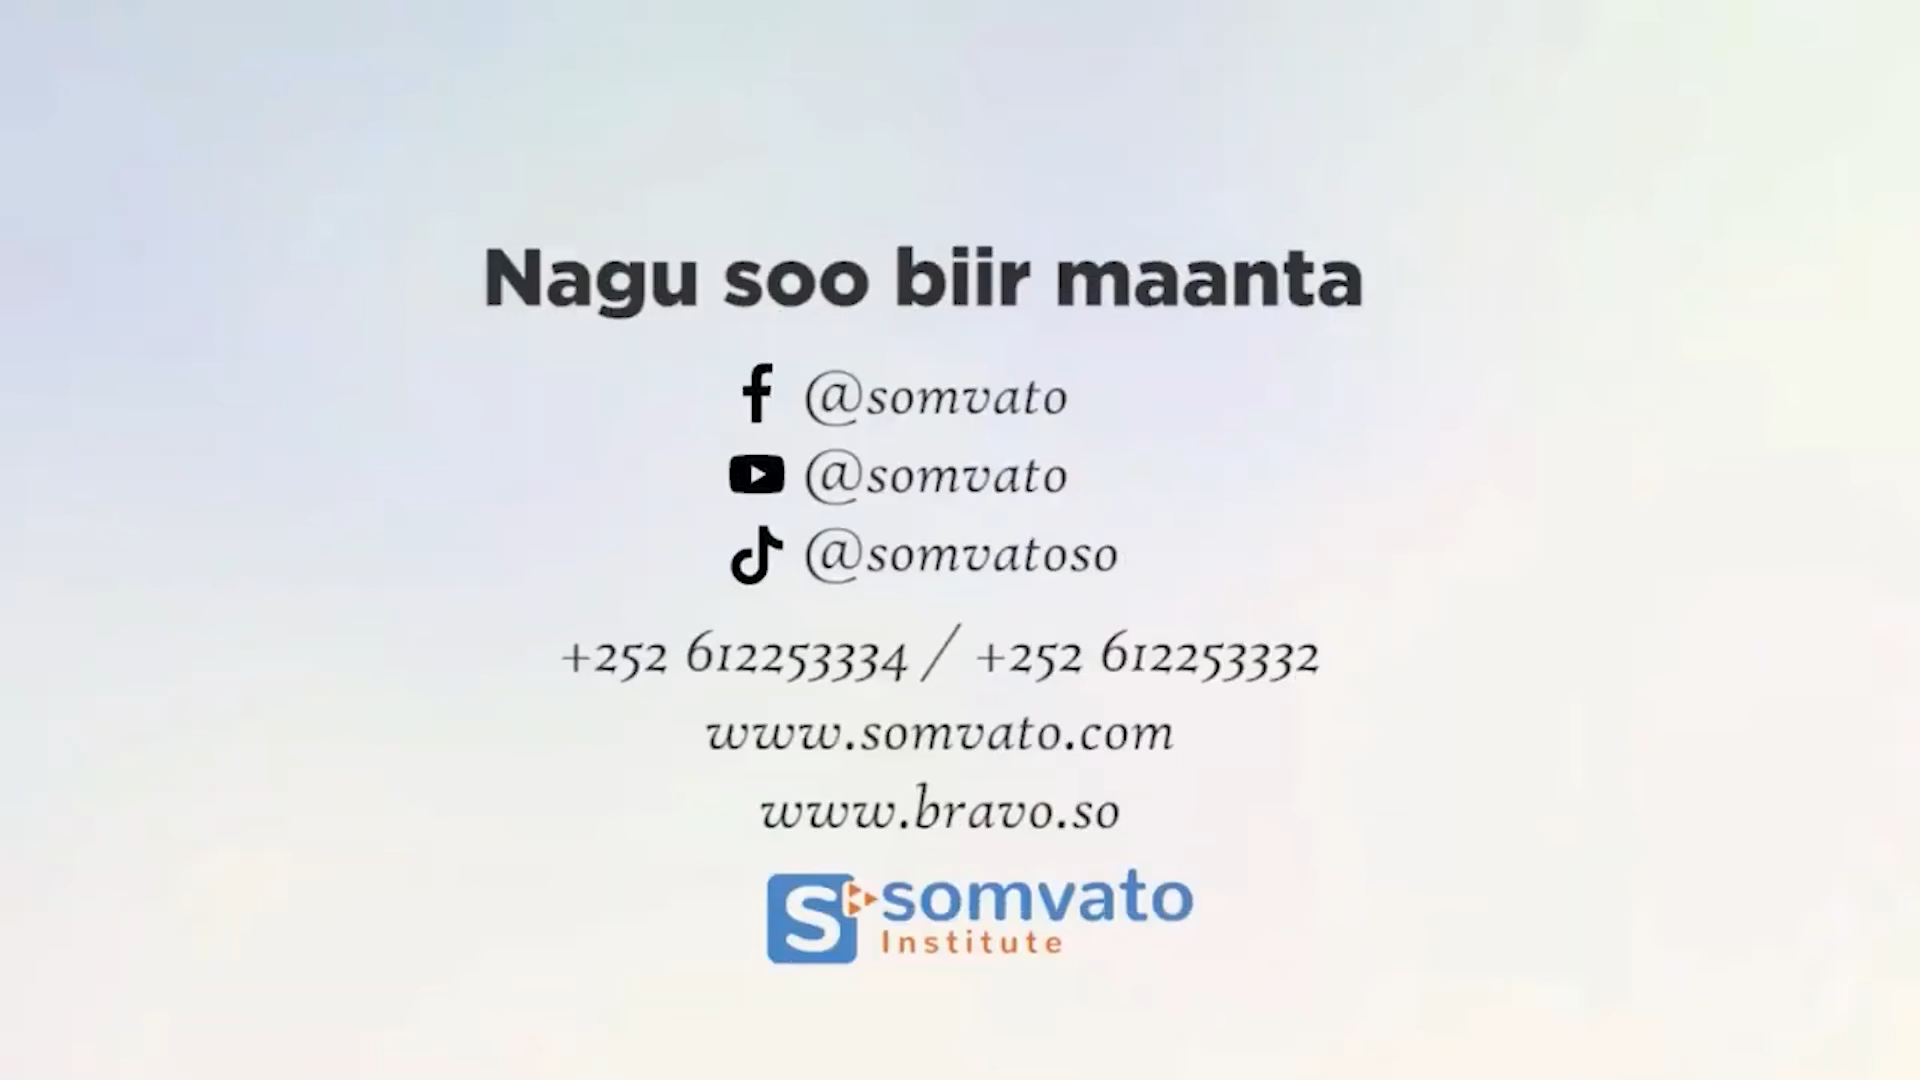 Nagu soo biir maanta
@somvato
@somvato
@somvatoso
+252 612253334 / +252 612253332
www.somvato.com
www.bravo.so
S somvato
Institute